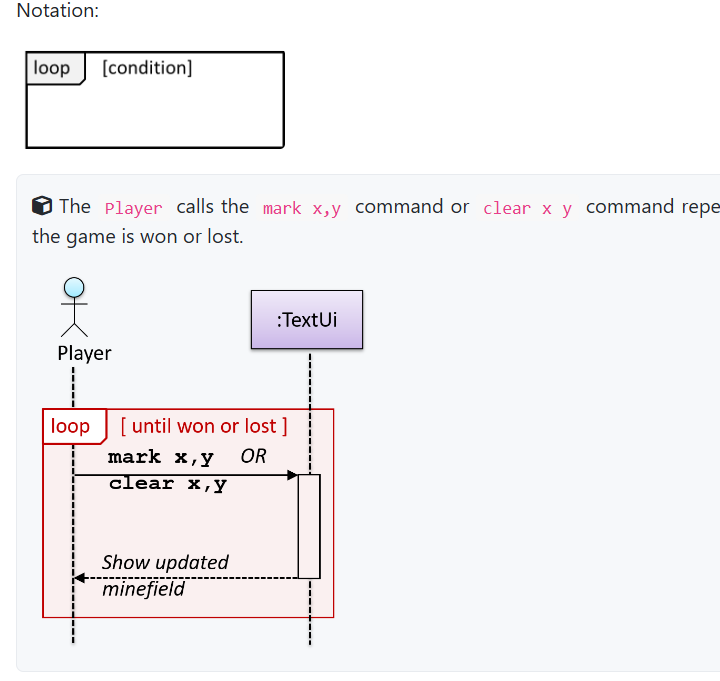 Notation:
loop [condition]
The Player calls the mark x,y command or clear x y command repe
the game is won or lost.
:TextUi
Player
loop [ until won or lost ]
mark x,y OR
clear x,y
Show updated
minefield